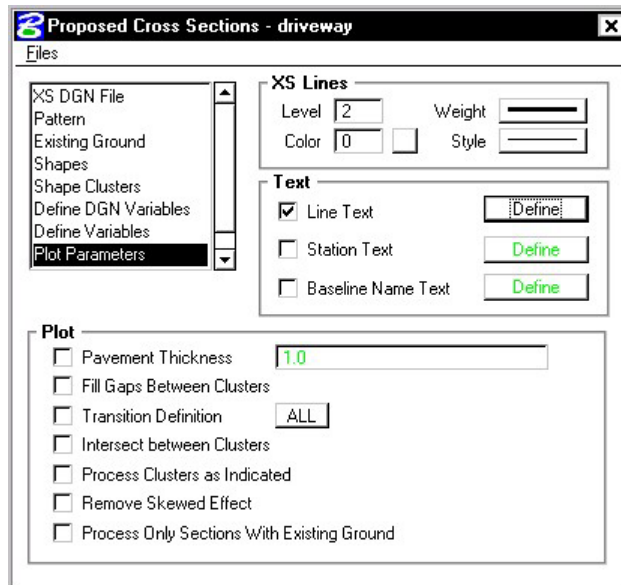 Proposed Cross Sections - driveway
Files
XS DGN File
Pattern
Existing Ground
Shapes
Shape Clusters
Define DGN Variables
Define Variables
Plot Parameters
XS Lines
Level 2 Weight
Color 0 Style
Text
Line Text Define
Station Text Define
Baseline Name Text Define
Plot
Pavement Thickness 1.0
Fill Gaps Between Clusters
Transition Definition ALL
Intersect between Clusters
Process Clusters as Indicated
Remove Skewed Effect
Process Only Sections With Existing Ground